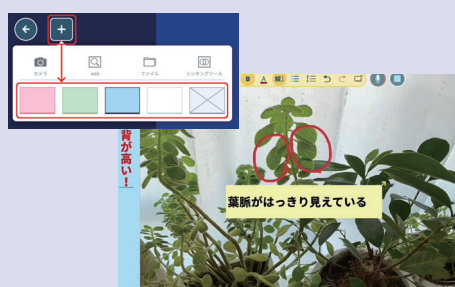 カメラ
web
ファイル
シンキングツール
B A 縦
背が高い！
葉脈がはっきり見えている